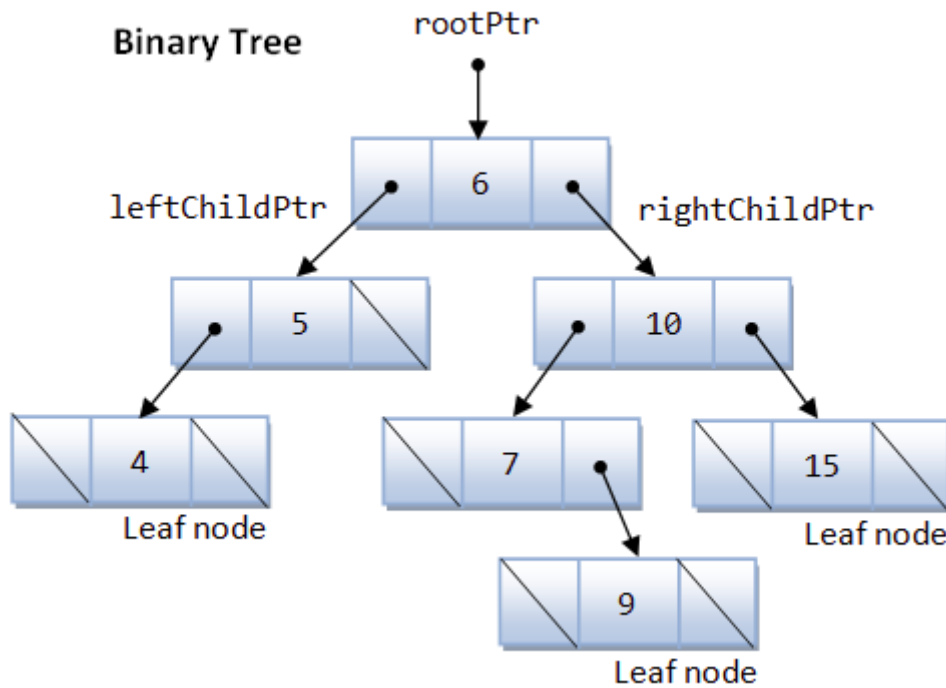 Binary Tree
rootPtr
6
leftChildPtr
rightChildPtr
5
10
4
7
15
Leaf node
Leaf node
9
Leaf node